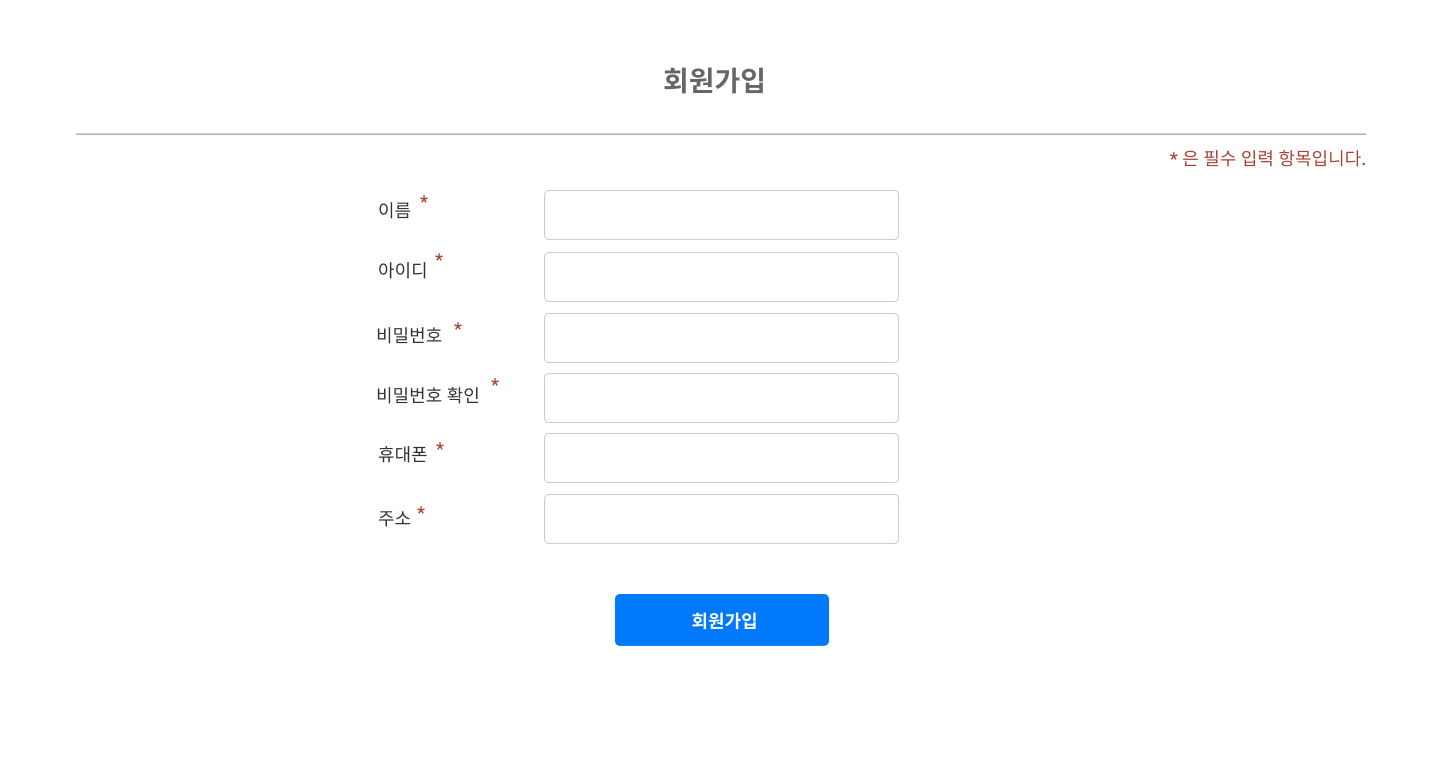 회원가입
* 은 필수 입력 항목입니다.
이름 *
아이디 *
비밀번호 *
비밀번호 확인 *
휴대폰 *
주소 *
회원가입